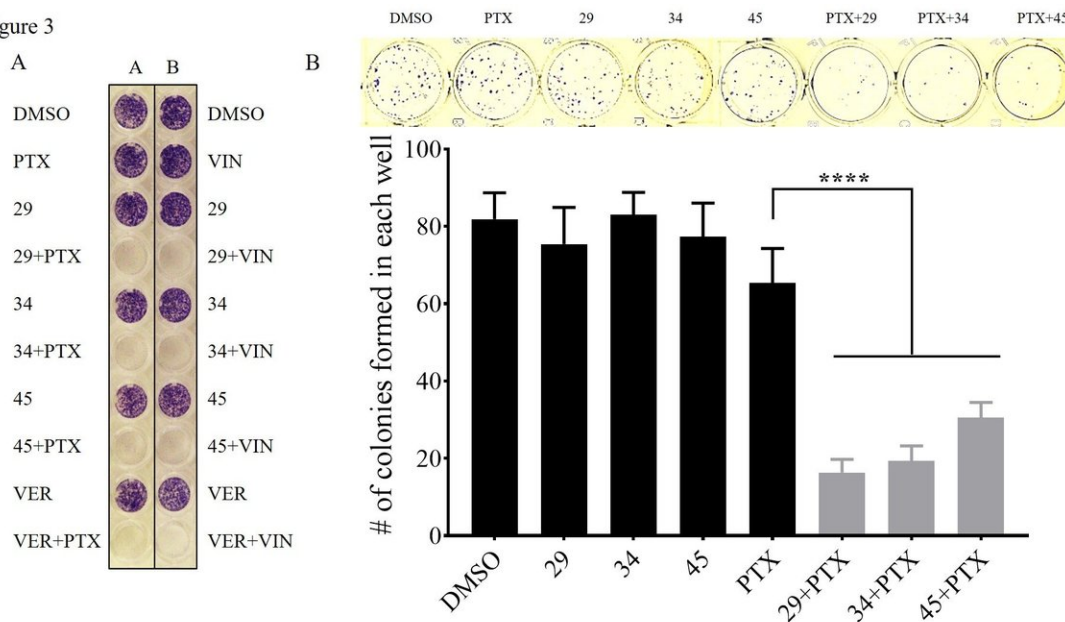 gure 3
A
B
A B
DMSO DMSO
PTX VIN
29 29
29+PTX 29+VIN
34 34
34+PTX 34+VIN
45 45
45+PTX 45+VIN
VER VER
VER+PTX VER+VIN
DMSO PTX 29 34 45 PTX+29 PTX+34 PTX+45
# of colonies formed in each well
100
80
60
40
20
0
****
DMSO 29 34 45 PTX 29+PTX 34+PTX 45+PTX